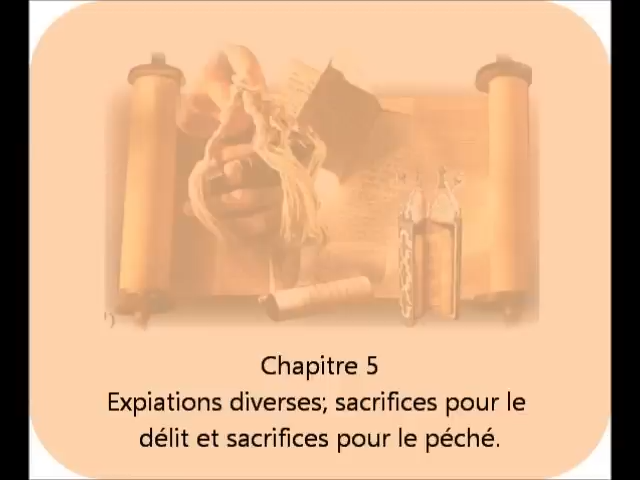 Chapitre 5
Expiations diverses; sacrifices pour le
délit et sacrifices pour le péché.